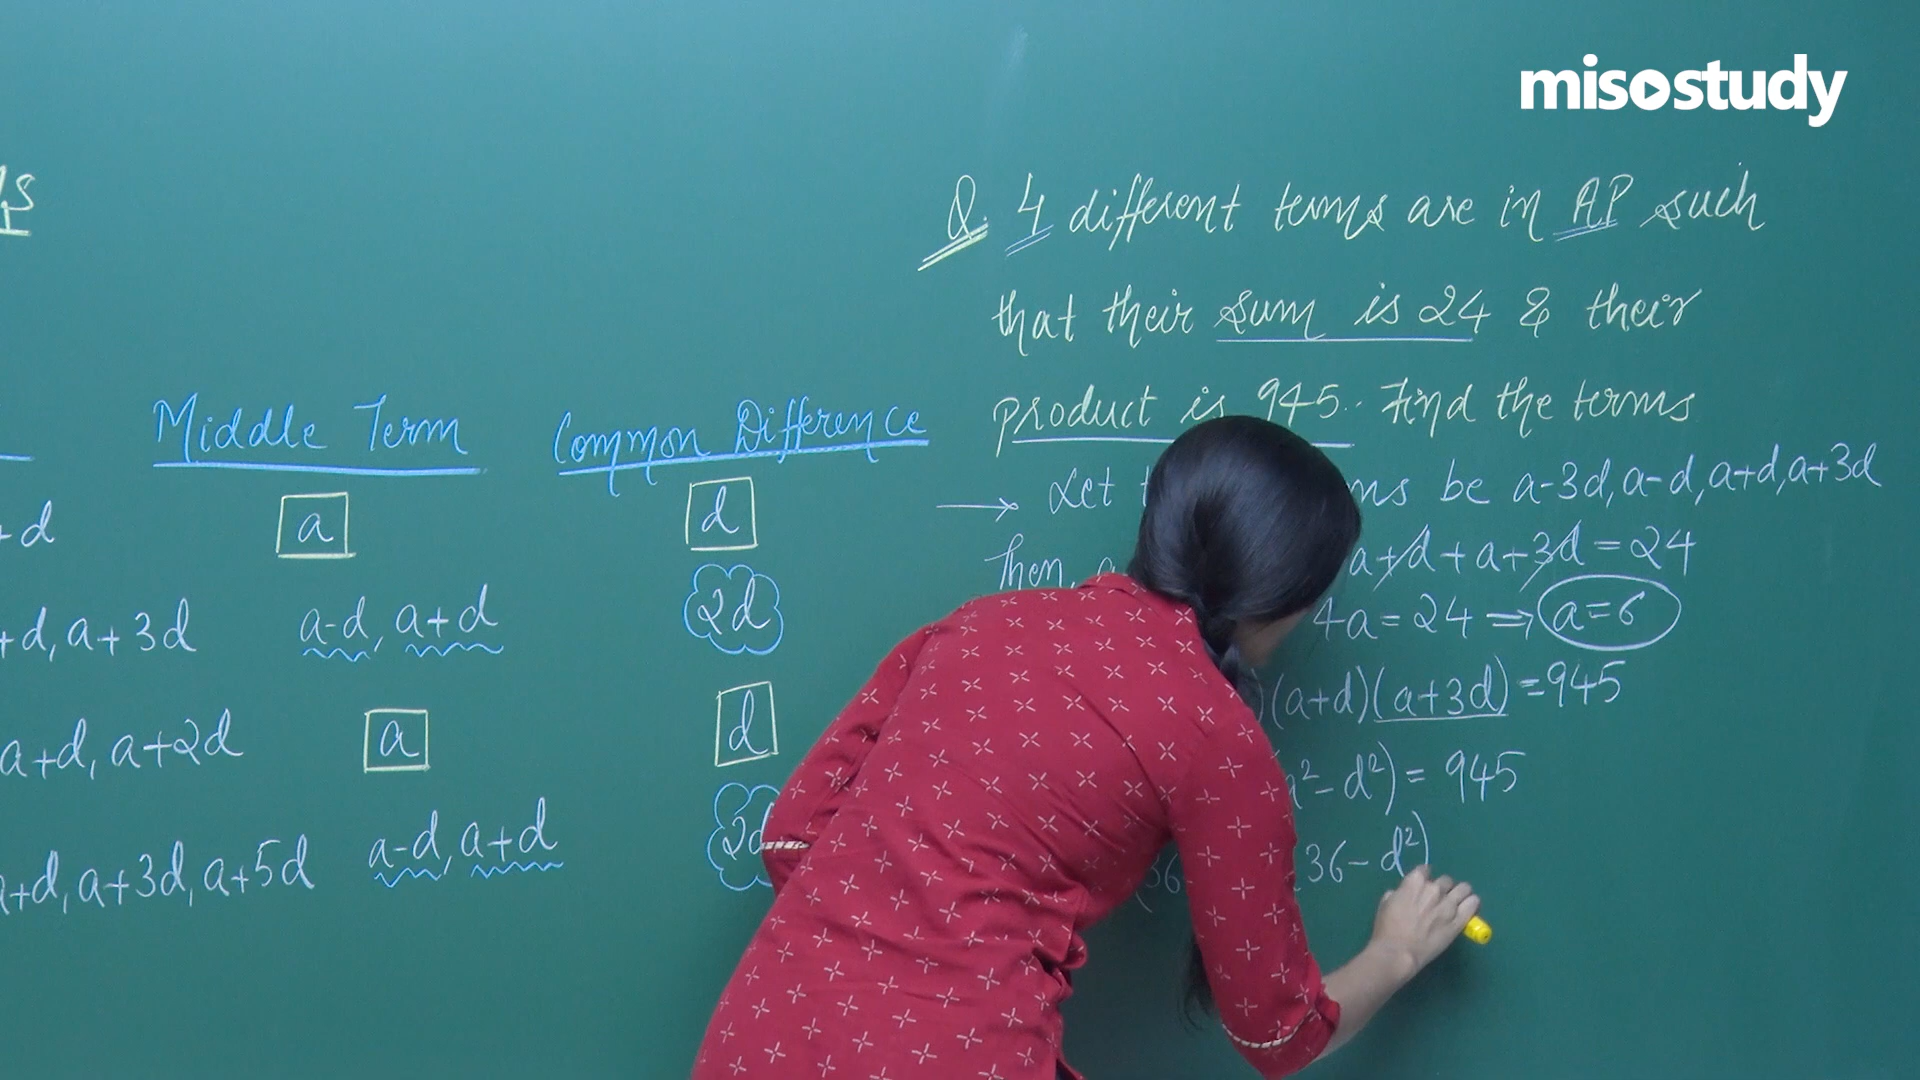 misostudy
Middle Term
Common Difference
+d
a
d
+d, a+3d
a-d, a+d
2d
a+d, a+2d
a
d
+d, a+3d, a+5d
a-d, a+d
2d
Q. 4 different terms are in AP such
that their sum is 24 & their
product is 945. Find the terms
→ Let be a-3d, a-d, a+d, a+3d
Then, a+d+a+3d=24
4a=24 ⇒ a=6
(a+d)(a+3d)=945
-d²)= 945
36-d²)